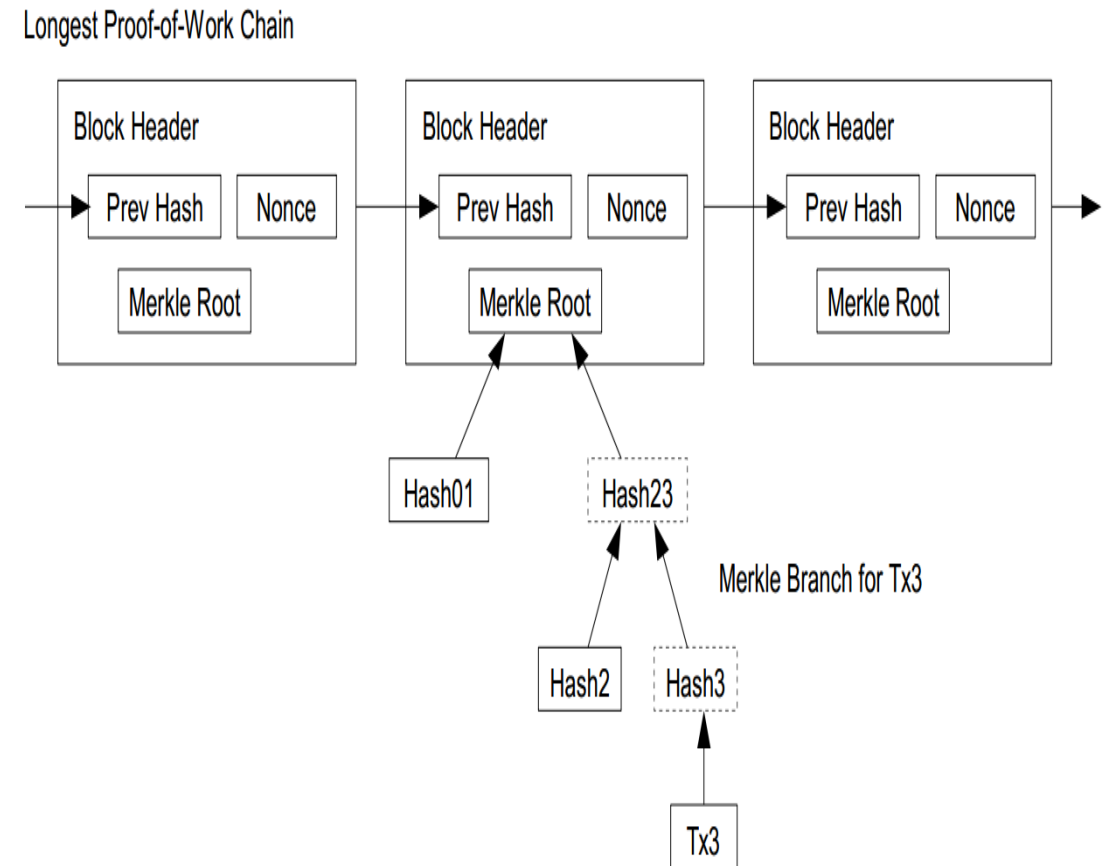 Longest Proof-of-Work Chain
Block Header
Prev Hash Nonce
Merkle Root
Block Header
Prev Hash Nonce
Merkle Root
Block Header
Prev Hash Nonce
Merkle Root
Hash01 Hash23
Merkle Branch for Tx3
Hash2 Hash3
Tx3